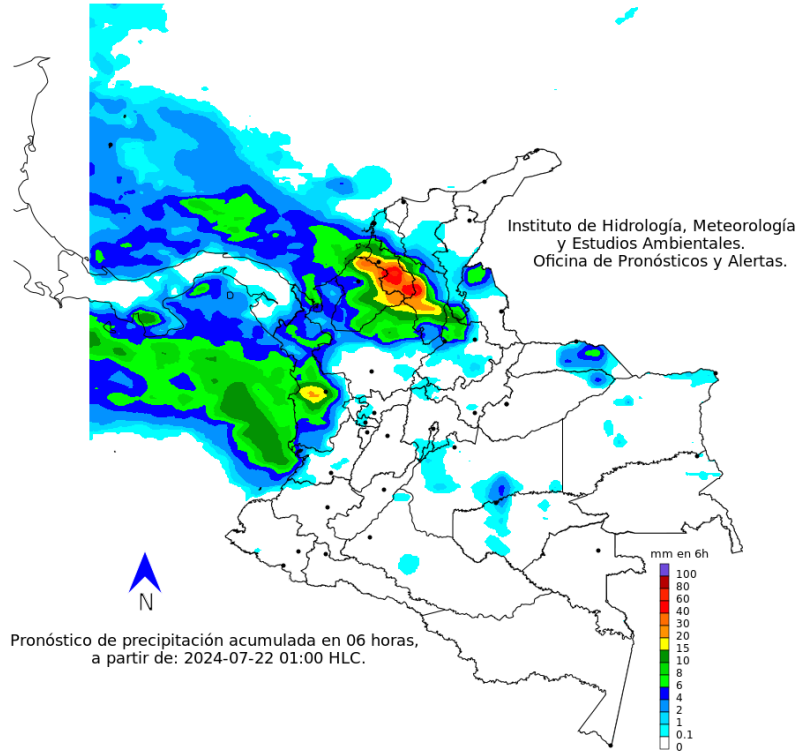 Instituto de Hidrología, Meteorología
y Estudios Ambientales.
Oficina de Pronósticos y Alertas.
N
mm en 6h
100
80
60
40
30
20
15
10
8
6
4
2
1
0.1
0
Pronóstico de precipitación acumulada en 06 horas,
a partir de: 2024-07-22 01:00 HLC.